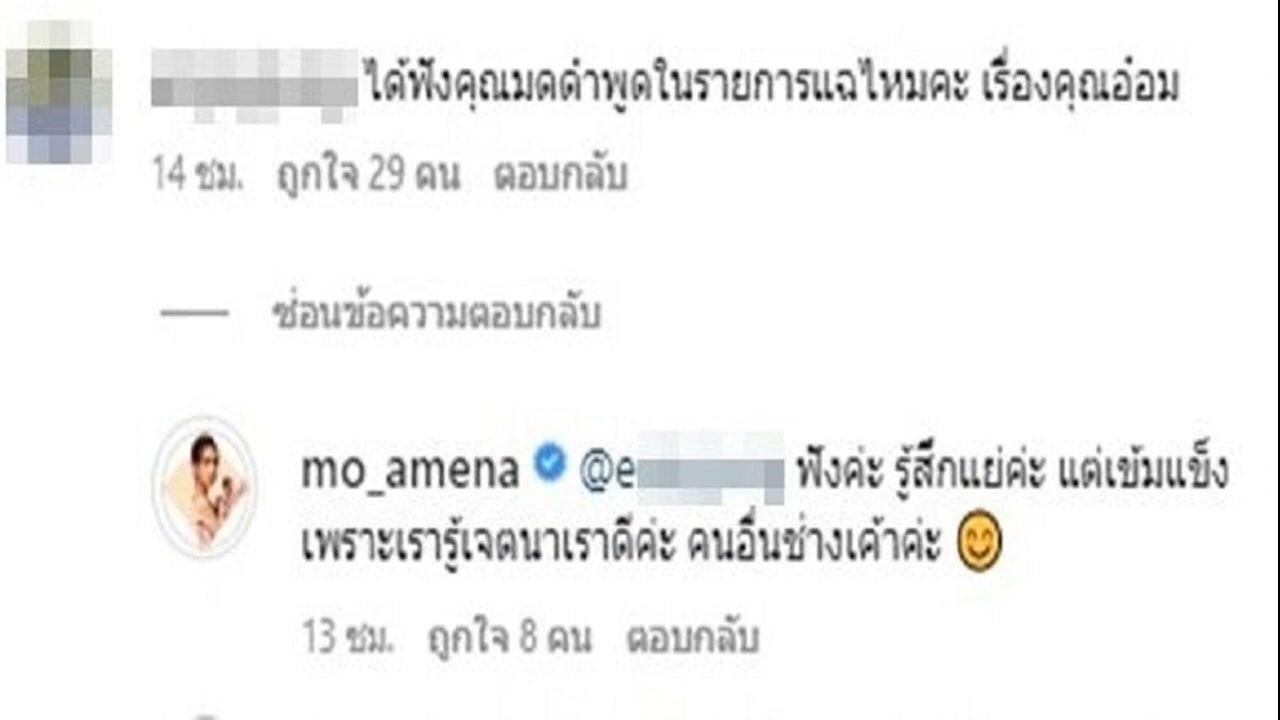 ได้ฟังคุณมดดำพูดในรายการแฉไหมคะ เรื่องคุณอ๋อม
14 ชม. ถูกใจ 29 คน ตอบกลับ
ซ่อนข้อความตอบกลับ
mo_amena @e ฟังค่ะ รู้สึกแย่ค่ะ แต่เข้มแข็ง
เพราะเรารู้เจตนาเราดีค่ะ คนอื่นช่างเค้าค่ะ 😊
13 ชม. ถูกใจ 8 คน ตอบกลับ